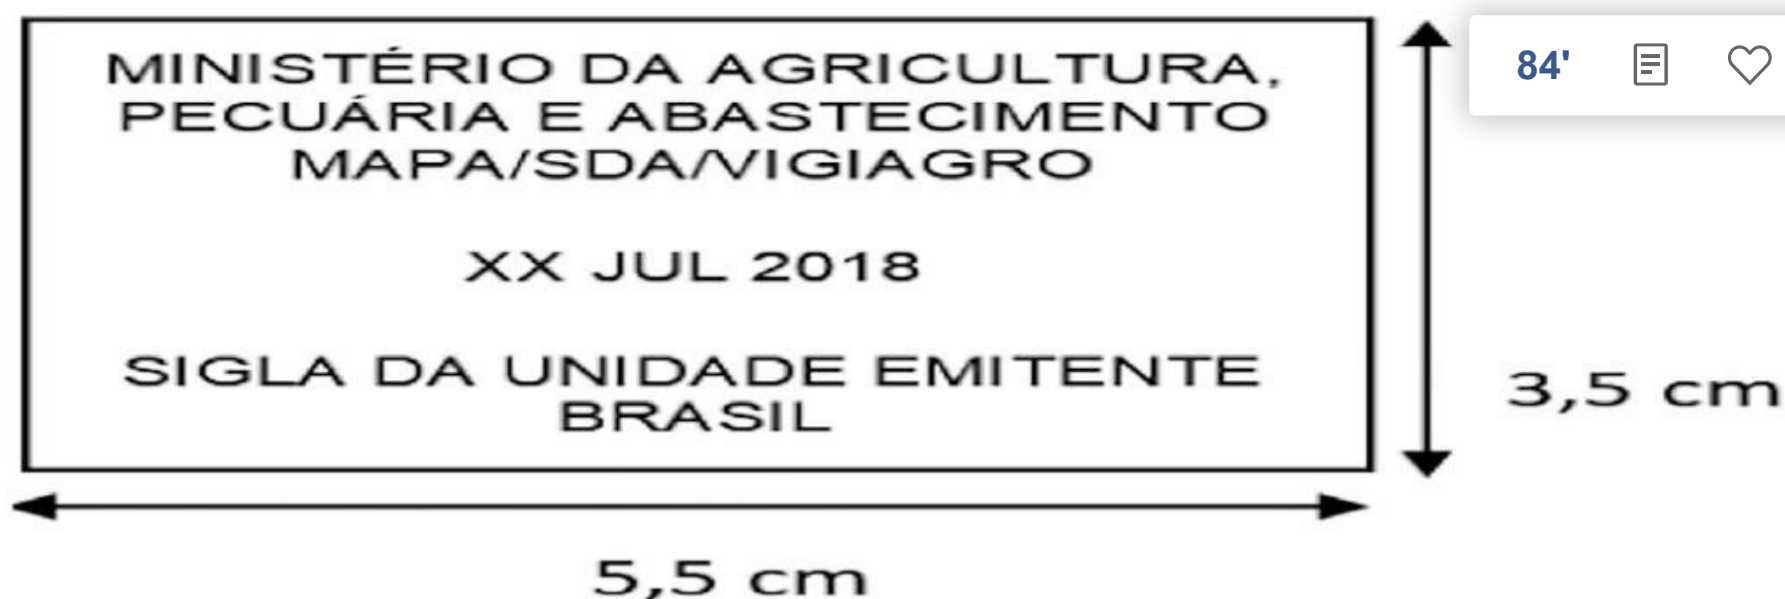 MINISTÉRIO DA AGRICULTURA,
PECUÁRIA E ABASTECIMENTO
MAPA/SDA/VIGIAGRO
XX JUL 2018
SIGLA DA UNIDADE EMITENTE
BRASIL
3,5 cm
5,5 cm
84'